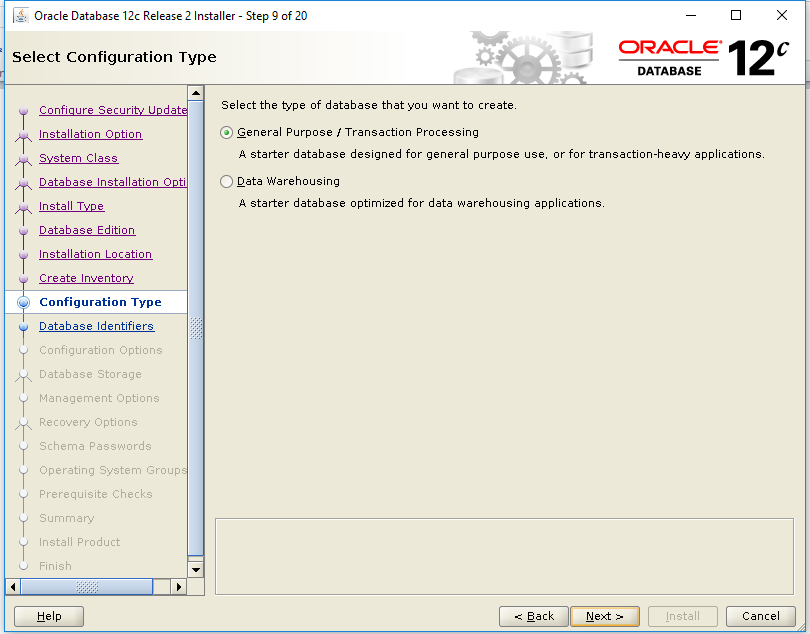 Oracle Database 12c Release 2 Installer - Step 9 of 20
Select Configuration Type
ORACLE®
DATABASE
12c
Configure Security Update
Installation Option
System Class
Database Installation Opti
Install Type
Database Edition
Installation Location
Create Inventory
Configuration Type
Database Identifiers
Configuration Options
Database Storage
Management Options
Recovery Options
Schema Passwords
Operating System Groups
Prerequisite Checks
Summary
Install Product
Finish
Select the type of database that you want to create.
General Purpose / Transaction Processing
A starter database designed for general purpose use, or for transaction-heavy applications.
Data Warehousing
A starter database optimized for data warehousing applications.
Help
< Back
Next >
Install
Cancel